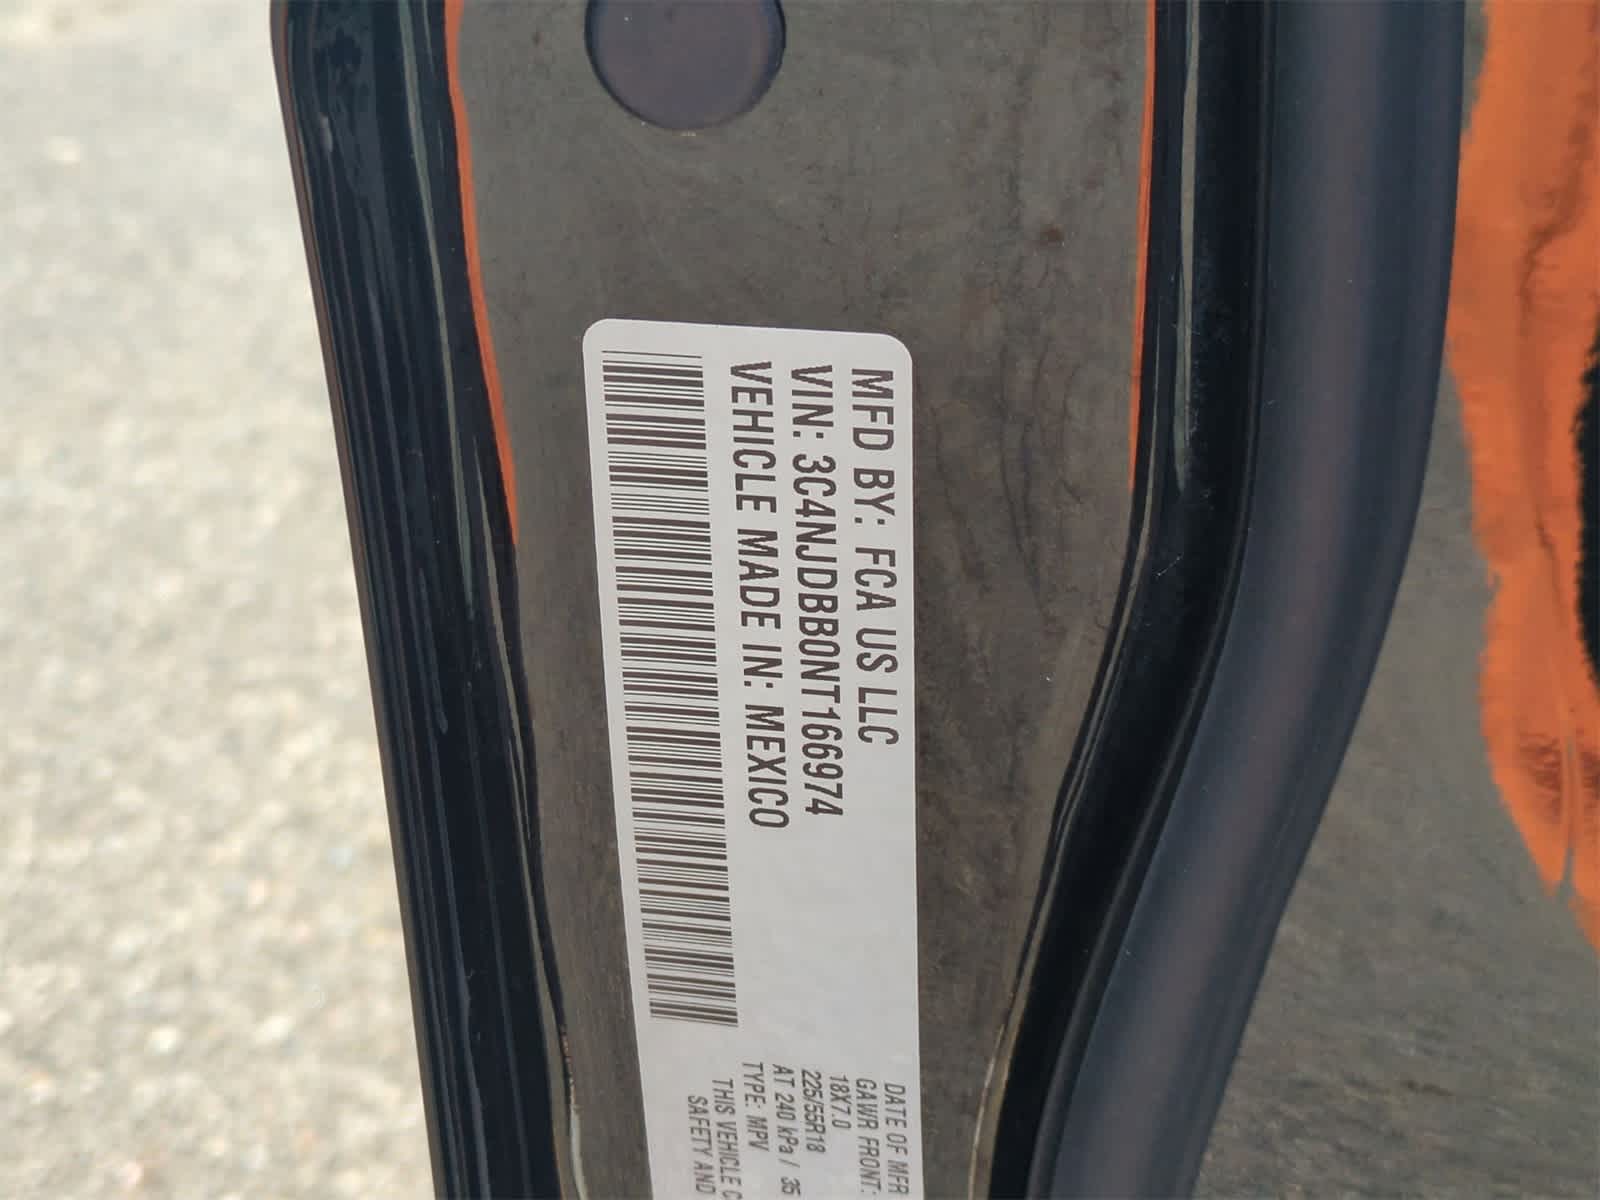 MFD BY: FCA US LLC
VIN: 3C4NJDBB0NT166974
VEHICLE MADE IN: MEXICO
DATE OF MFR
GAWR FRONT:
18X7.0
225/55R18
AT 240 kPa / 35
TYPE: MPV
THIS VEHICLE C
SAFETY AND